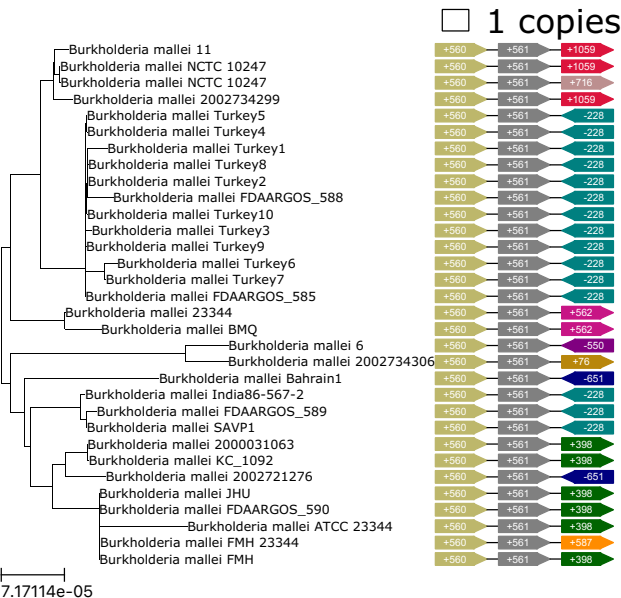 1 copies
Burkholderia mallei 11 +560 +561 +1059
Burkholderia mallei NCTC 10247 +560 +561 +1059
Burkholderia mallei NCTC 10247 +560 +561 +716
Burkholderia mallei 2002734299 +560 +561 +1059
Burkholderia mallei Turkey5 +560 +561 -228
Burkholderia mallei Turkey4 +560 +561 -228
Burkholderia mallei Turkey1 +560 +561 -228
Burkholderia mallei Turkey8 +560 +561 -228
Burkholderia mallei Turkey2 +560 +561 -228
Burkholderia mallei FDAARGOS_588 +560 +561 -228
Burkholderia mallei Turkey10 +560 +561 -228
Burkholderia mallei Turkey3 +560 +561 -228
Burkholderia mallei Turkey9 +560 +561 -228
Burkholderia mallei Turkey6 +560 +561 -228
Burkholderia mallei Turkey7 +560 +561 -228
Burkholderia mallei FDAARGOS_585 +560 +561 -228
Burkholderia mallei 23344 +560 +561 +562
Burkholderia mallei BMQ +560 +561 +562
Burkholderia mallei 6 +560 +561 -550
Burkholderia mallei 2002734306 +560 +561 +76
Burkholderia mallei Bahrain1 +560 +561 -651
Burkholderia mallei India86-567-2 +560 +561 -228
Burkholderia mallei FDAARGOS_589 +560 +561 -228
Burkholderia mallei SAVP1 +560 +561 -228
Burkholderia mallei 2000031063 +560 +561 +398
Burkholderia mallei KC_1092 +560 +561 +398
Burkholderia mallei 2002721276 +560 +561 -651
Burkholderia mallei JHU +560 +561 +398
Burkholderia mallei FDAARGOS_590 +560 +561 +398
Burkholderia mallei ATCC 23344 +560 +561 +398
Burkholderia mallei FMH 23344 +560 +561 +587
Burkholderia mallei FMH +560 +561 +398
7.17114e-05